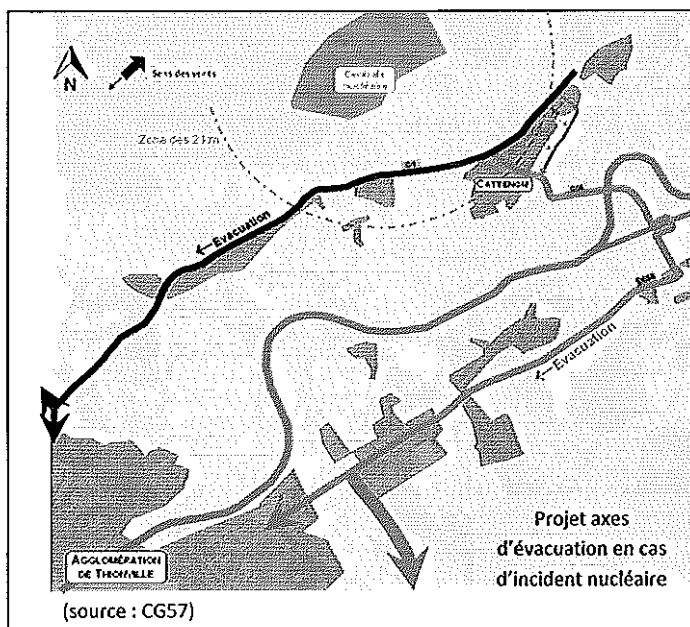 N
Sens des vents
Centrale
nucléaire
Zone des 2 km
CATTENOM
← Evacuation
← Evacuation
AGGLOMÉRATION
DE THIONVILLE
Projet axes
d'évacuation en cas
d'incident nucléaire
(source : CG57)